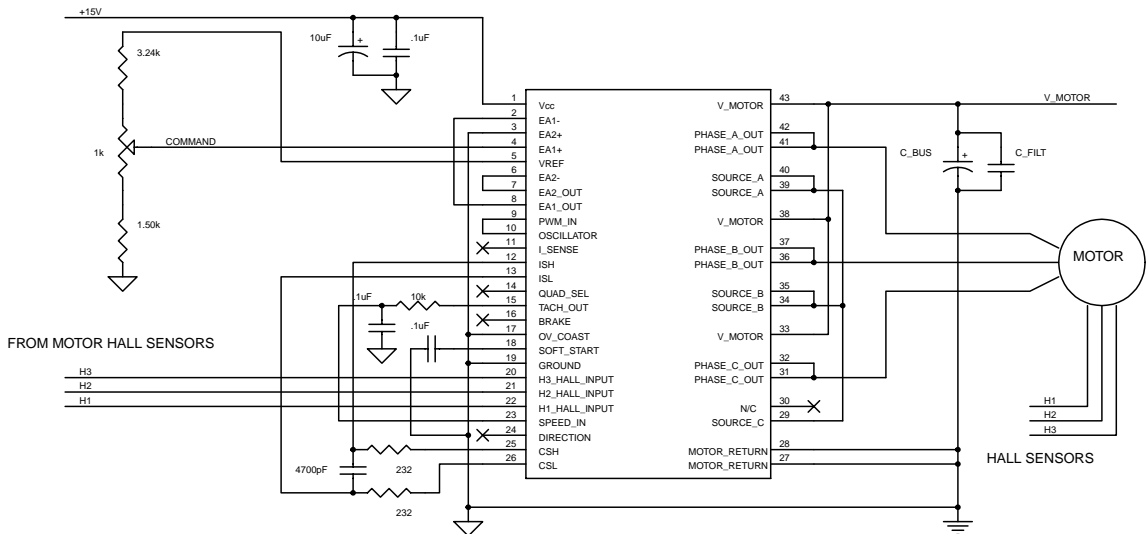 +15V
3.24k
10uF
+
.1uF
1k
COMMAND
1.50k
1
Vcc
2
EA1-
3
EA2+
4
EA1+
5
VREF
6
EA2-
7
EA2_OUT
8
EA1_OUT
9
PWM_IN
10
OSCILLATOR
11
I_SENSE
12
ISH
13
ISL
14
QUAD_SEL
15
TACH_OUT
16
BRAKE
17
OV_COAST
18
SOFT_START
19
GROUND
20
H3_HALL_INPUT
21
H2_HALL_INPUT
22
H1_HALL_INPUT
23
SPEED_IN
24
DIRECTION
25
CSH
26
CSL
.1uF
10k
.1uF
FROM MOTOR HALL SENSORS
H3
H2
H1
4700pF
232
232
V_MOTOR
43
PHASE_A_OUT
42
PHASE_A_OUT
41
SOURCE_A
40
SOURCE_A
39
V_MOTOR
38
PHASE_B_OUT
37
PHASE_B_OUT
36
SOURCE_B
35
SOURCE_B
34
V_MOTOR
33
PHASE_C_OUT
32
PHASE_C_OUT
31
N/C
30
SOURCE_C
29
MOTOR_RETURN
28
MOTOR_RETURN
27
V_MOTOR
C_BUS
+
C_FILT
MOTOR
H1
H2
H3
HALL SENSORS